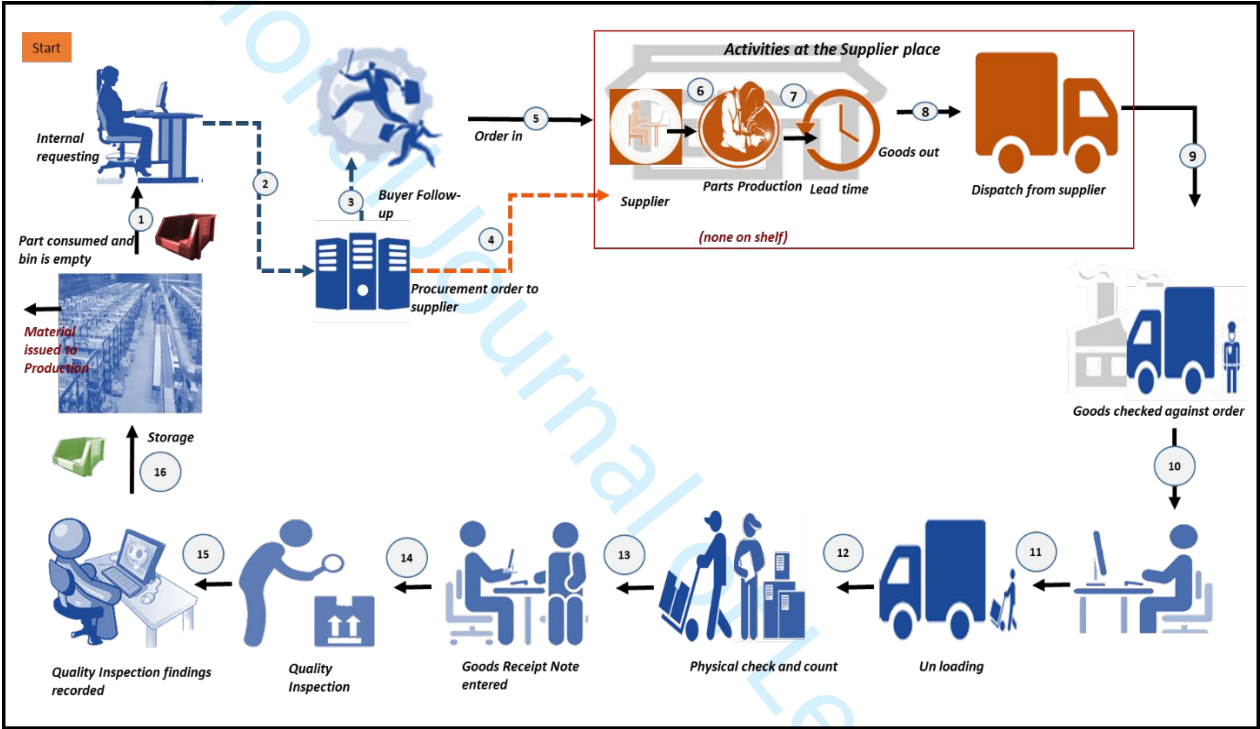 Start
Internal
requesting
1
Part consumed and
bin is empty
Material
issued to
Production
2
3
Buyer Follow-
up
4
Procurement order to
supplier
5
Order in
Activities at the Supplier place
6
7
Supplier
Parts Production
Lead time
(none on shelf)
8
Goods out
Dispatch from supplier
9
Goods checked against order
10
11
Un loading
12
Physical check and count
13
Goods Receipt Note
entered
14
Quality
Inspection
15
Quality Inspection findings
recorded
16
Storage
Journal of